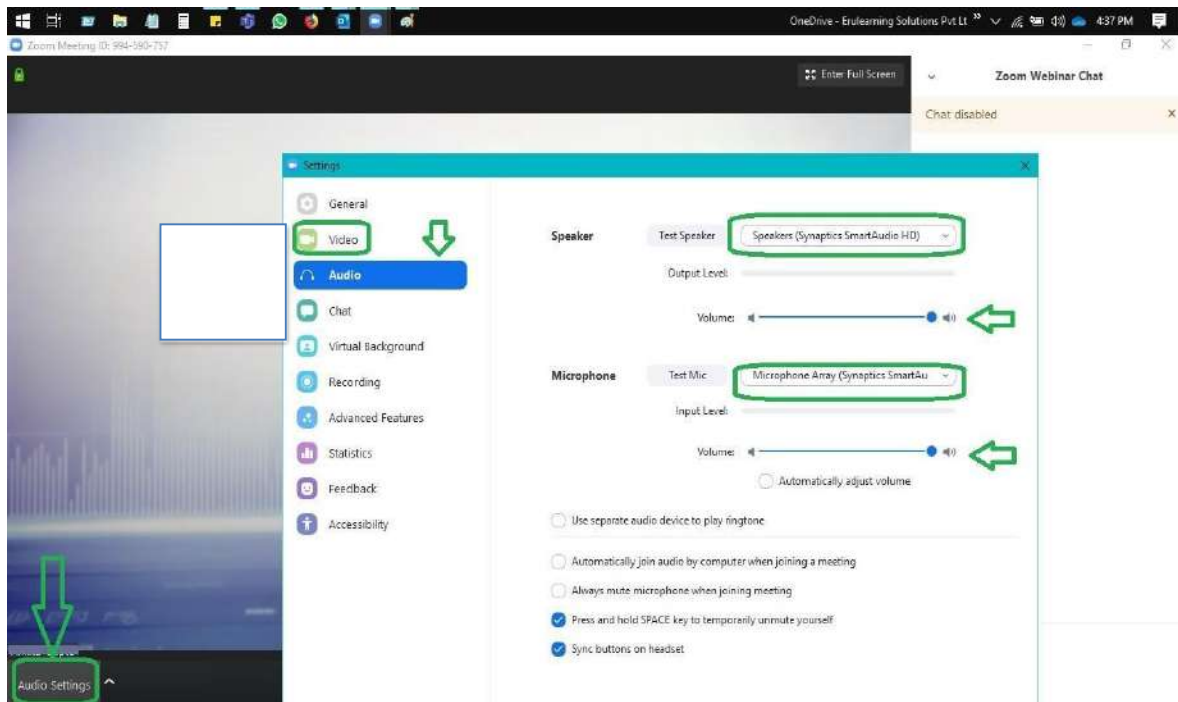 OneDrive - Erulearning Solutions Pvt Lt
4:37 PM
Zoom Meeting ID: 994-590-757
Enter Full Screen
Zoom Webinar Chat
Chat disabled
Settings
General
Video
Audio
Chat
Virtual Background
Recording
Advanced Features
Statistics
Feedback
Accessibility
Speaker
Test Speaker
Speakers (Synaptics SmartAudio HD)
Output Level:
Volume:
Microphone
Test Mic
Microphone Array (Synaptics SmartAu
Input Level:
Volume:
Automatically adjust volume
Use separate audio device to play ringtone
Automatically join audio by computer when joining a meeting
Always mute microphone when joining meeting
Press and hold SPACE key to temporarily unmute yourself
Sync buttons on headset
Audio Settings